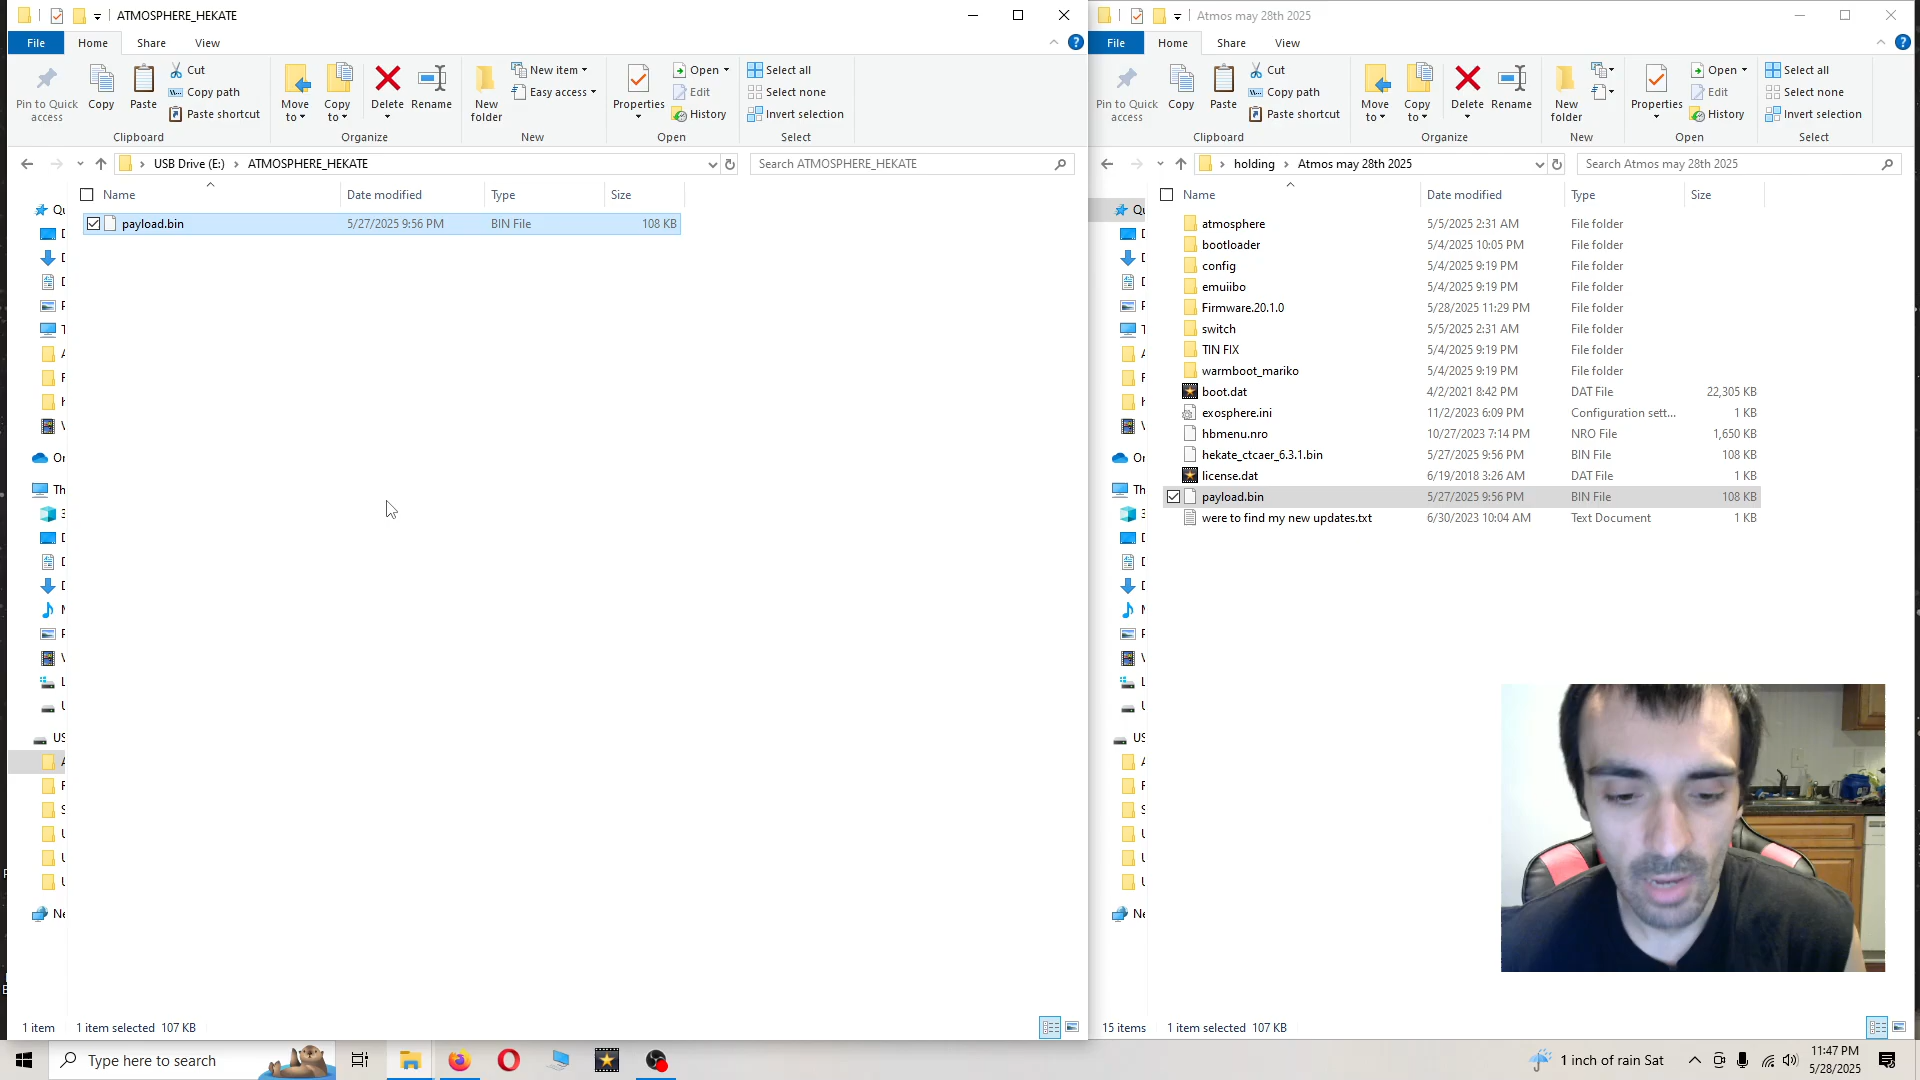 ATMOSPHERE_HEKATE
File Home Share View
Pin to Quick access
Copy
Paste
Cut
Copy path
Paste shortcut
Clipboard
Move to
Copy to
Delete
Rename
Organize
New folder
New item
Easy access
New
Properties
Open
Edit
History
Open
Select all
Select none
Invert selection
Select
USB Drive (E:) › ATMOSPHERE_HEKATE
Search ATMOSPHERE_HEKATE
Name Date modified Type Size
payload.bin 5/27/2025 9:56 PM BIN File 108 KB
1 item 1 item selected 107 KB
Atmos may 28th 2025
File Home Share View
Pin to Quick access
Copy
Paste
Cut
Copy path
Paste shortcut
Clipboard
Move to
Copy to
Delete
Rename
Organize
New folder
New
Properties
Open
Edit
History
Open
Select all
Select none
Invert selection
Select
holding › Atmos may 28th 2025
Search Atmos may 28th 2025
Name Date modified Type Size
atmosphere 5/5/2025 2:31 AM File folder
bootloader 5/4/2025 10:05 PM File folder
config 5/4/2025 9:19 PM File folder
emuiibo 5/4/2025 9:19 PM File folder
Firmware.20.1.0 5/28/2025 11:29 PM File folder
switch 5/5/2025 2:31 AM File folder
TIN FIX 5/4/2025 9:19 PM File folder
warmboot_mariko 5/4/2025 9:19 PM File folder
boot.dat 4/2/2021 8:42 PM DAT File 22,305 KB
exosphere.ini 11/2/2023 6:09 PM Configuration sett... 1 KB
hbmenu.nro 10/27/2023 7:14 PM NRO File 1,650 KB
hekate_ctcaer_6.3.1.bin 5/27/2025 9:56 PM BIN File 108 KB
license.dat 6/19/2018 3:26 AM DAT File 1 KB
payload.bin 5/27/2025 9:56 PM BIN File 108 KB
were to find my new updates.txt 6/30/2023 10:04 AM Text Document 1 KB
15 items 1 item selected 107 KB
Type here to search
1 inch of rain Sat
11:47 PM
5/28/2025